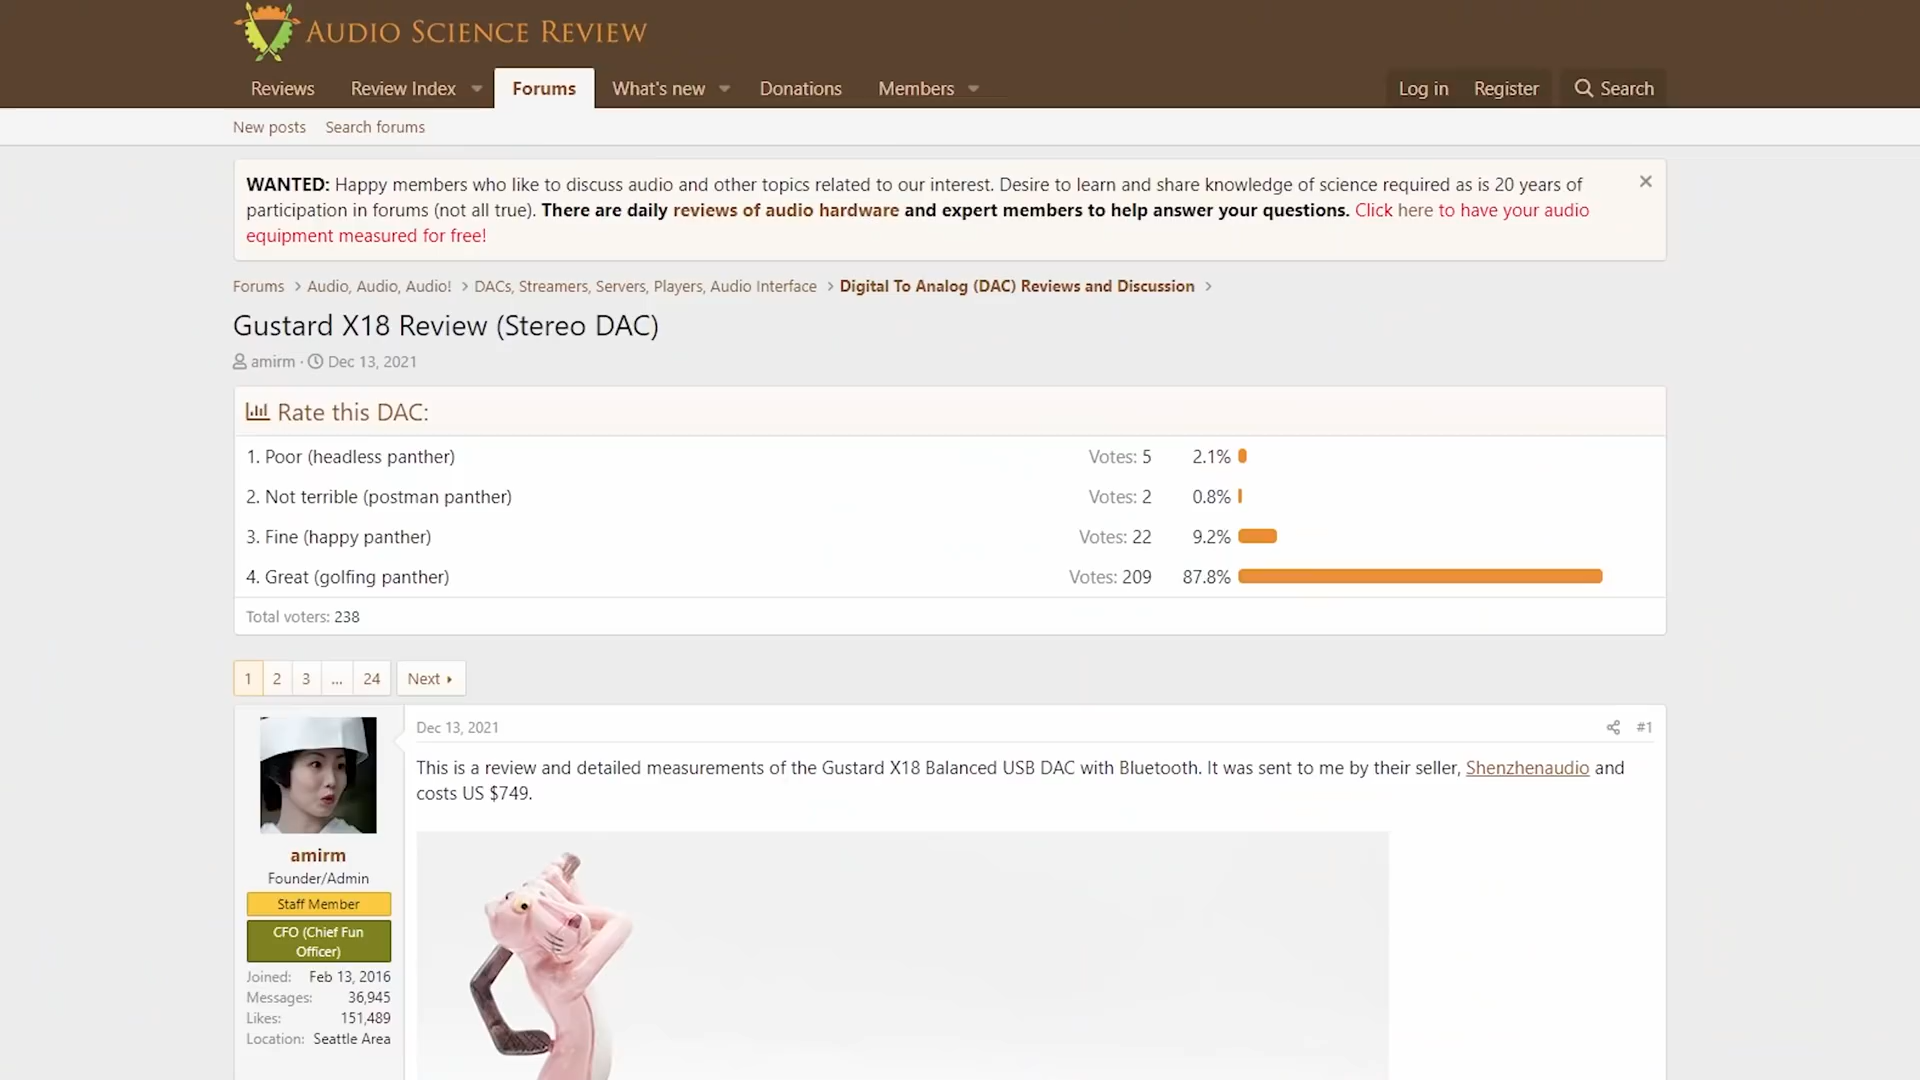 AUDIO SCIENCE REVIEW
Reviews Review Index Forums What's new Donations Members Log in Register Search
New posts Search forums
WANTED: Happy members who like to discuss audio and other topics related to our interest. Desire to learn and share knowledge of science required as is 20 years of
participation in forums (not all true). There are daily reviews of audio hardware and expert members to help answer your questions. Click here to have your audio
equipment measured for free!
Forums > Audio, Audio, Audio! > DACs, Streamers, Servers, Players, Audio Interface > Digital To Analog (DAC) Reviews and Discussion >
Gustard X18 Review (Stereo DAC)
amirm · Dec 13, 2021
Rate this DAC:
1. Poor (headless panther) Votes: 5 2.1%
2. Not terrible (postman panther) Votes: 2 0.8%
3. Fine (happy panther) Votes: 22 9.2%
4. Great (golfing panther) Votes: 209 87.8%
Total voters: 238
1 2 3 ... 24 Next
Dec 13, 2021 #1
This is a review and detailed measurements of the Gustard X18 Balanced USB DAC with Bluetooth. It was sent to me by their seller, Shenzhenaudio and
costs US $749.
amirm
Founder/Admin
Staff Member
CFO (Chief Fun
Officer)
Joined: Feb 13, 2016
Messages: 36,945
Likes: 151,489
Location: Seattle Area